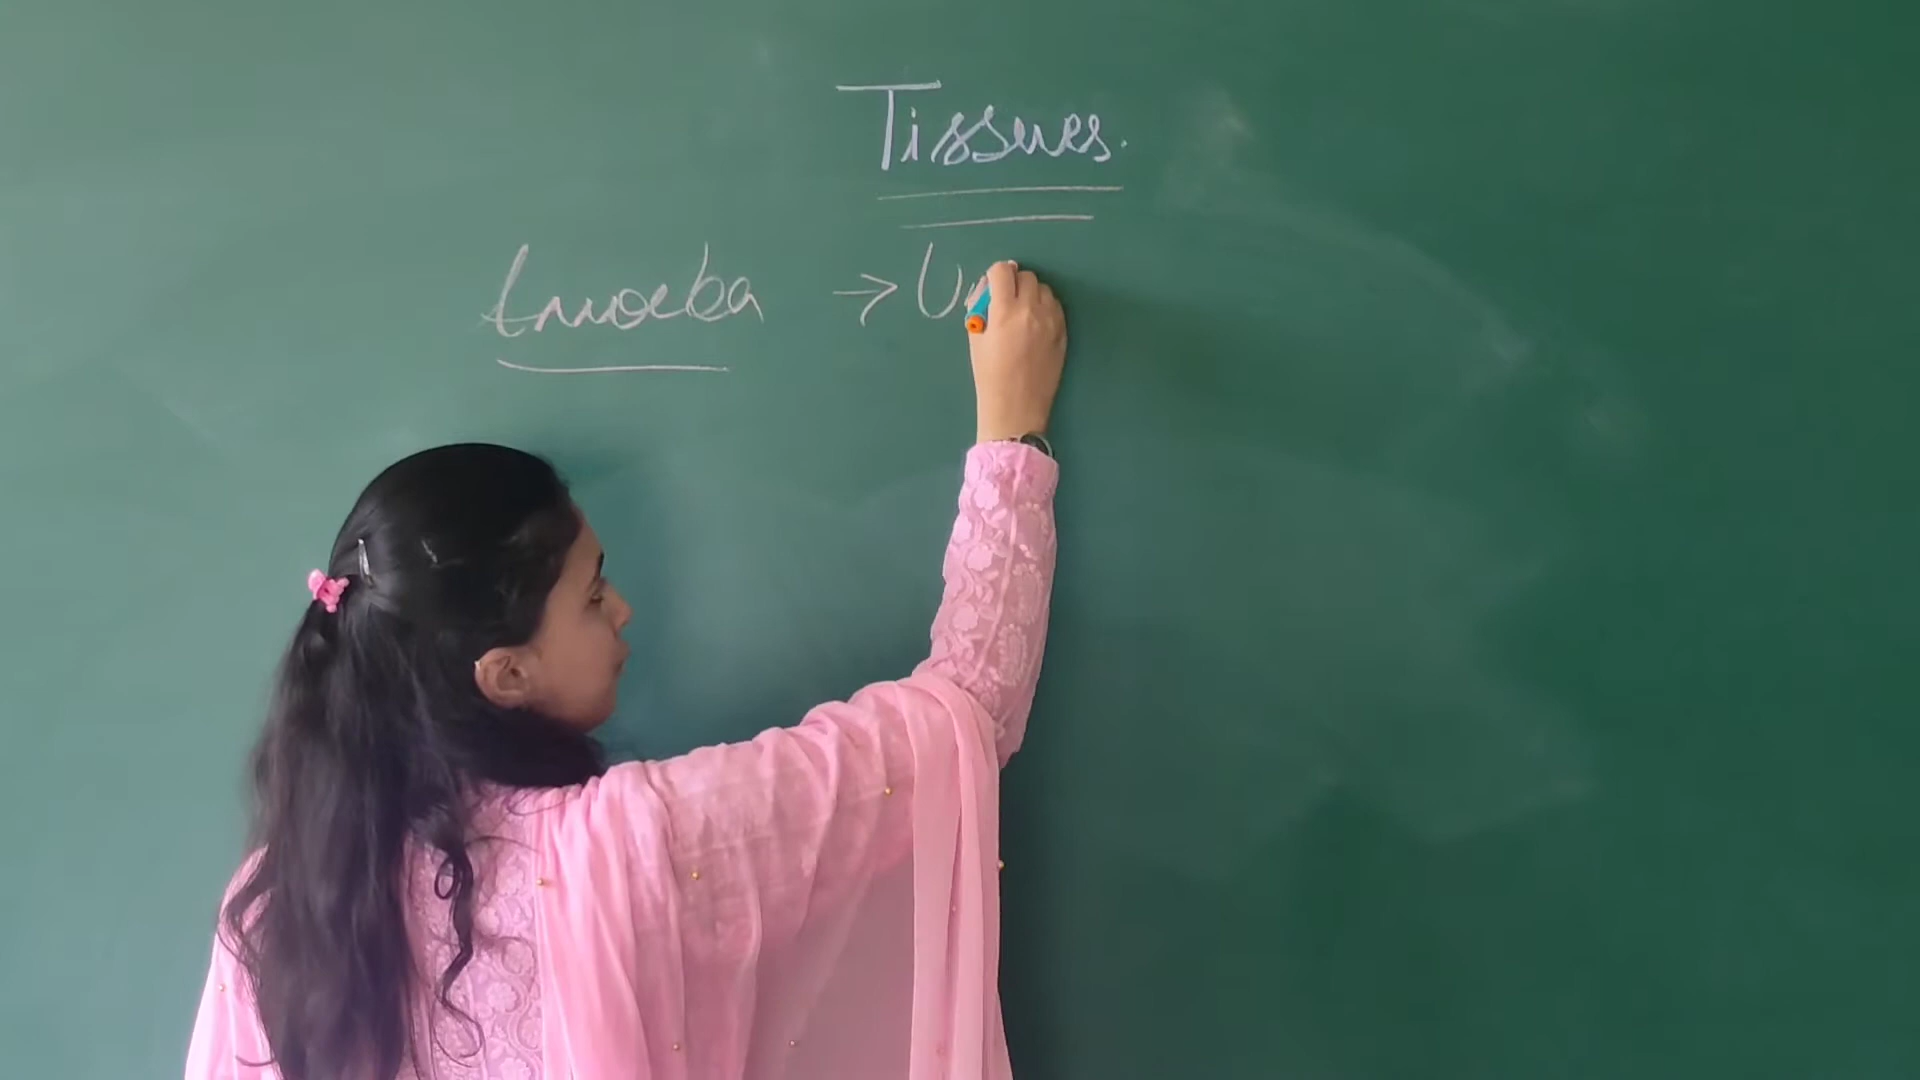 Tissues.
Amoeba → U